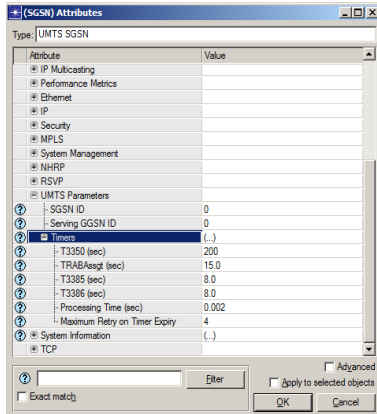 (SGSN) Attributes
Type: UMTS SGSN
Attribute Value
IP Multicasting
Performance Metrics
Ethernet
IP
Security
MPLS
System Management
NHRP
RSVP
UMTS Parameters
SGSN ID 0
Serving GGSN ID 0
Timers (...)
T3350 (sec) 200
TRABAssgt (sec) 15.0
T3385 (sec) 8.0
T3386 (sec) 8.0
Processing Time (sec) 0.002
Maximum Retry on Timer Expiry 4
System Information (...)
TCP
Advanced
Filter
Apply to selected objects
Exact match
OK Cancel